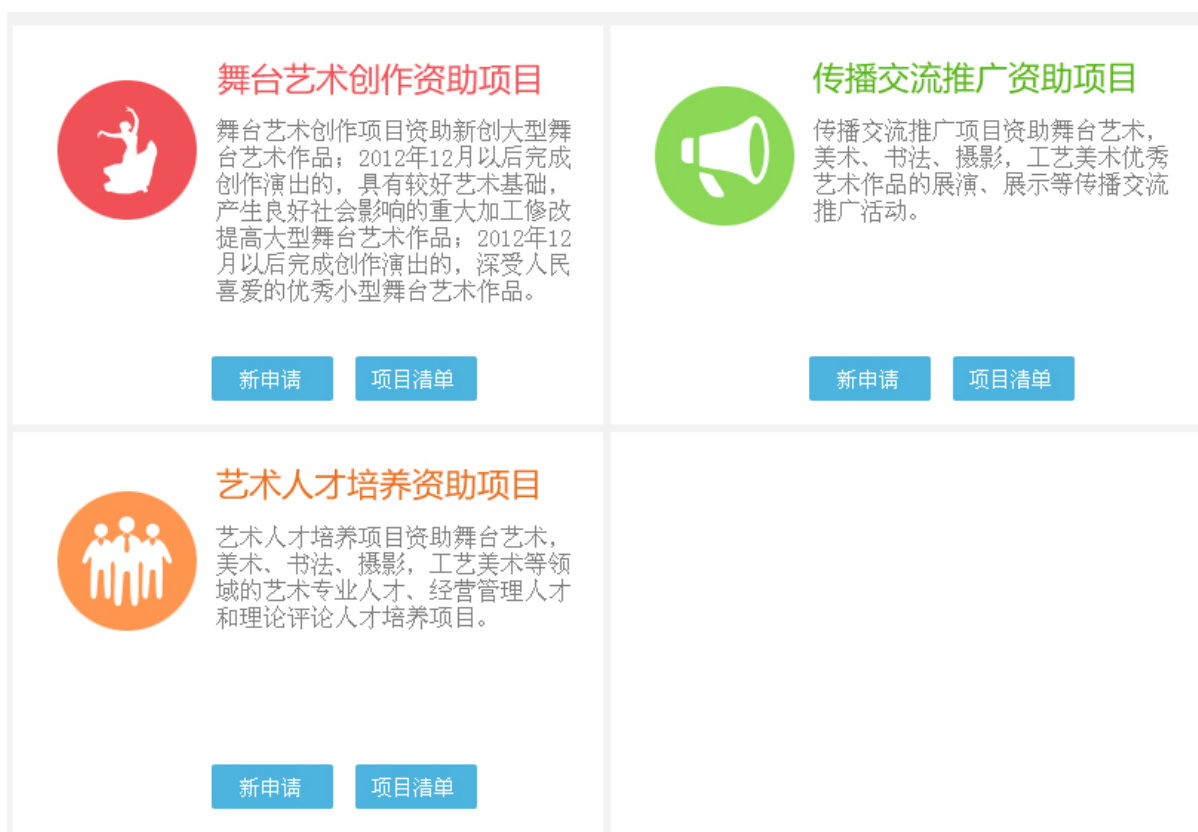 舞台艺术创作资助项目
舞台艺术创作项目资助新创大型舞
台艺术作品；2012年12月以后完成
创作演出的，具有较好艺术基础，
产生良好社会影响的重大加工修改
提高大型舞台艺术作品；2012年12
月以后完成创作演出的，深受人民
喜爱的优秀小型舞台艺术作品。
新申请
项目清单
传播交流推广资助项目
传播交流推广项目资助舞台艺术，
美术、书法、摄影，工艺美术优秀
艺术作品的展演、展示等传播交流
推广活动。
新申请
项目清单
艺术人才培养资助项目
艺术人才培养项目资助舞台艺术，
美术、书法、摄影，工艺美术等领
域的艺术专业人才、经营管理人才
和理论评论人才培养项目。
新申请
项目清单